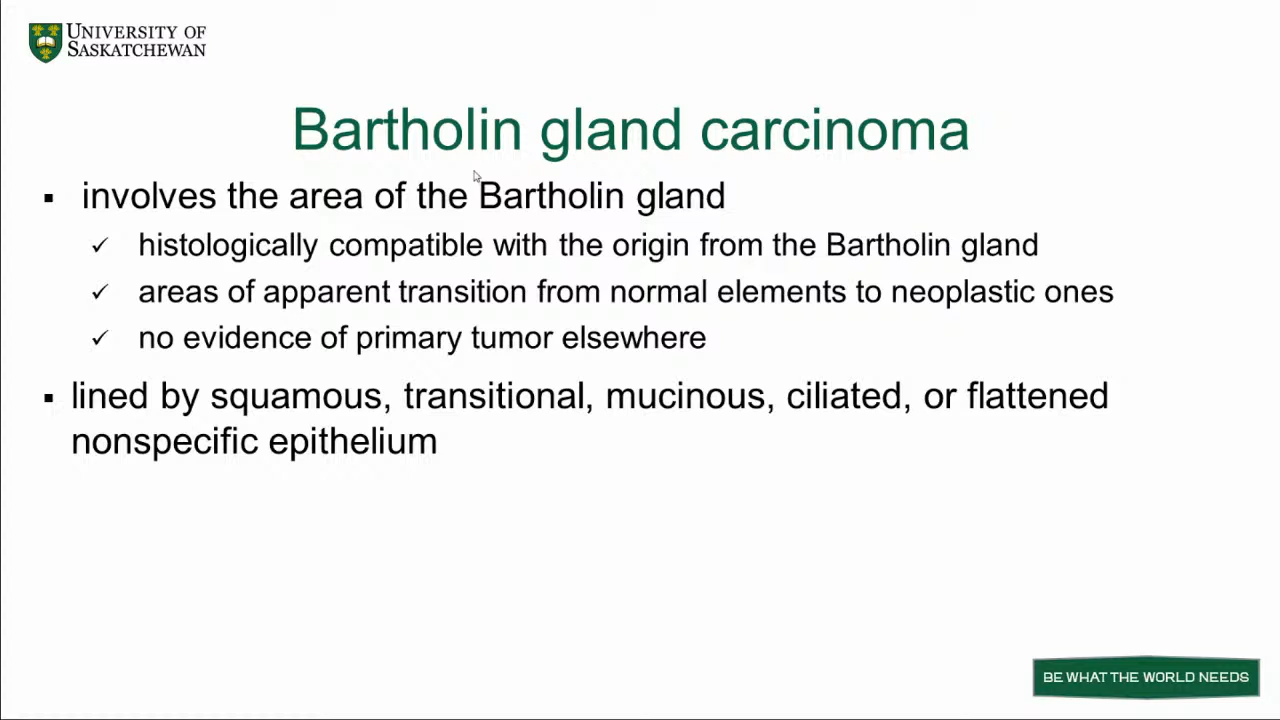 UNIVERSITY OF
SASKATCHEWAN
Bartholin gland carcinoma
▪ involves the area of the Bartholin gland
✓ histologically compatible with the origin from the Bartholin gland
✓ areas of apparent transition from normal elements to neoplastic ones
✓ no evidence of primary tumor elsewhere
▪ lined by squamous, transitional, mucinous, ciliated, or flattened
nonspecific epithelium
BE WHAT THE WORLD NEEDS